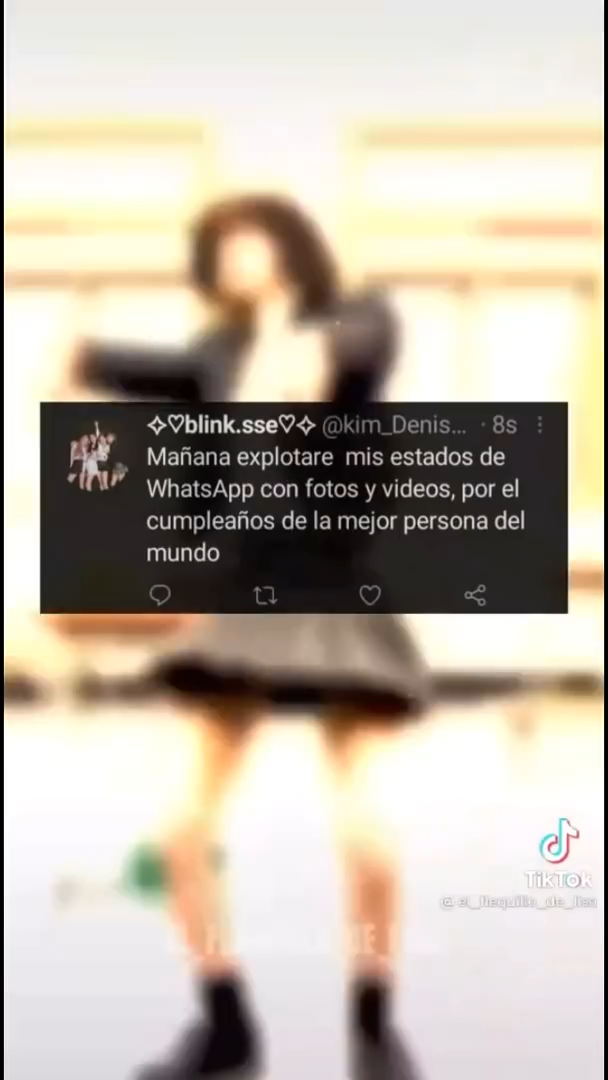 ✧♡blink.sse♡✧ @kim_Denis... · 8s
Mañana explotare mis estados de
WhatsApp con fotos y videos, por el
cumpleaños de la mejor persona del
mundo
TikTok